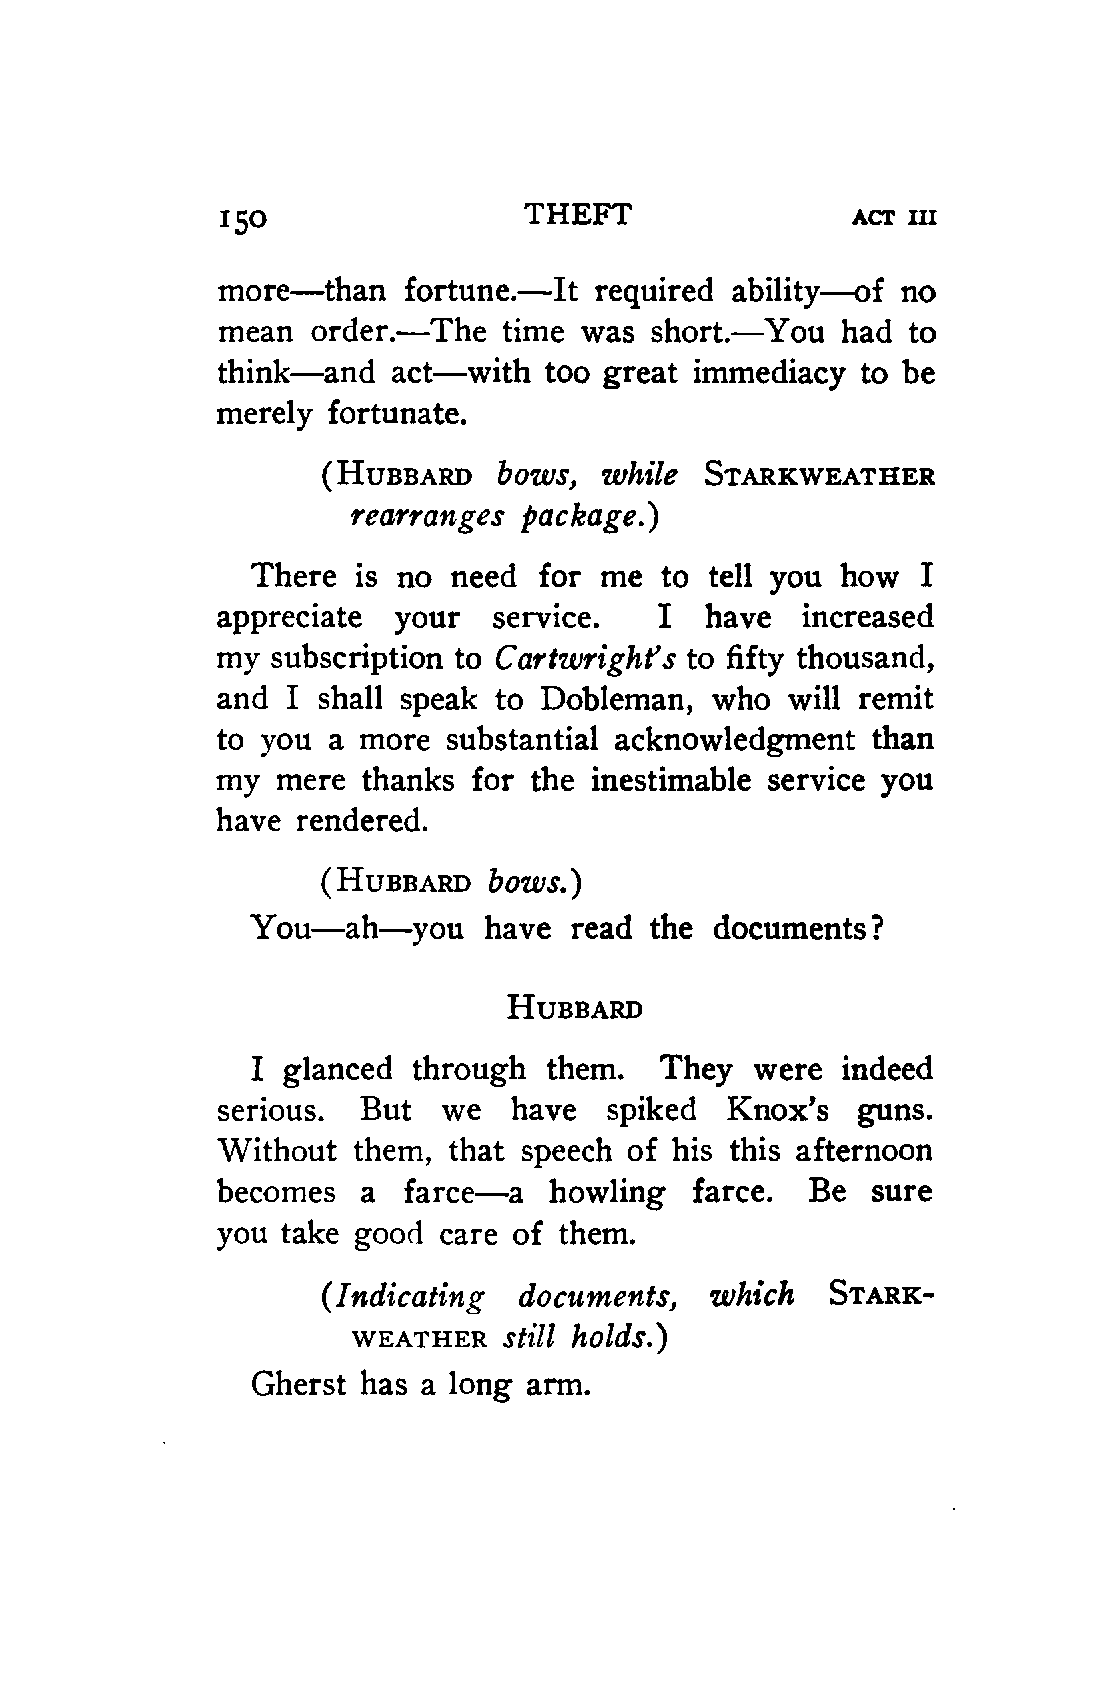 150 THEFT ACT III
more—than fortune.—It required ability—of no
mean order.—The time was short.—You had to
think—and act—with too great immediacy to be
merely fortunate.
(HUBBARD bows, while STARKWEATHER
rearranges package.)
There is no need for me to tell you how I
appreciate your service. I have increased
my subscription to Cartwright's to fifty thousand,
and I shall speak to Dobleman, who will remit
to you a more substantial acknowledgment than
my mere thanks for the inestimable service you
have rendered.
(HUBBARD bows.)
You—ah—you have read the documents?
HUBBARD
I glanced through them. They were indeed
serious. But we have spiked Knox's guns.
Without them, that speech of his this afternoon
becomes a farce—a howling farce. Be sure
you take good care of them.
(Indicating documents, which STARK-
WEATHER still holds.)
Gherst has a long arm.